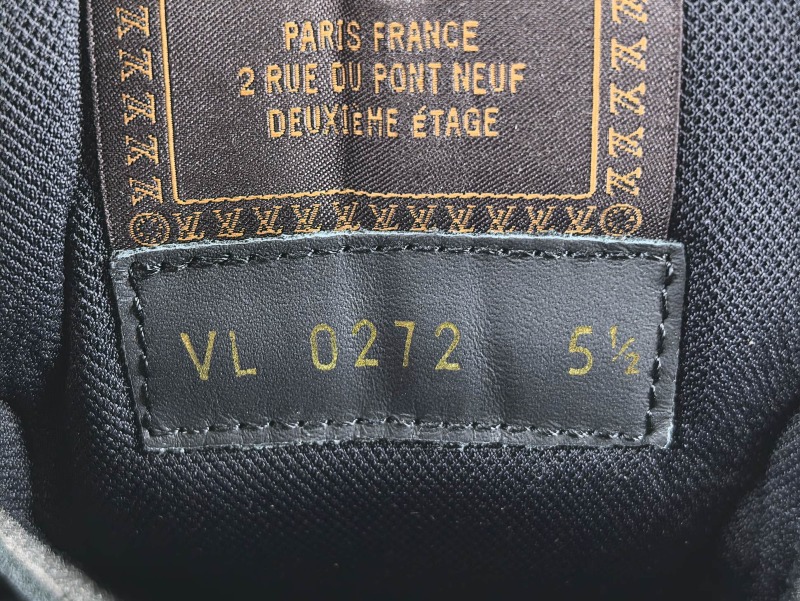 PARIS FRANCE
2 RUE DU PONT NEUF
DEUXIEME ÉTAGE
VL 0272 5½